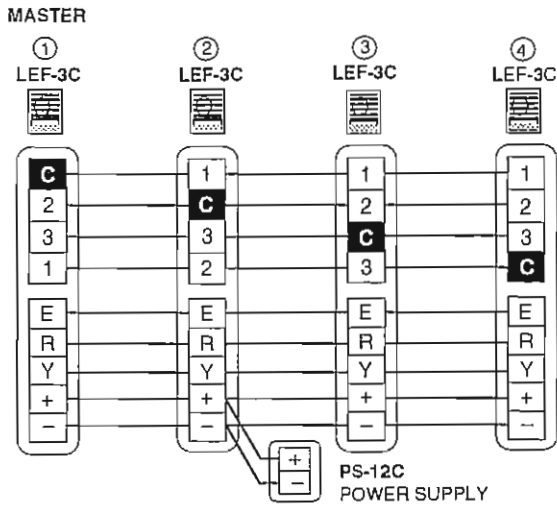 MASTER
① ② ③ ④
LEF-3C LEF-3C LEF-3C LEF-3C
C 1 1 1
2 C 2 2
3 3 C 3
1 2 3 C
E E E E
R R R R
Y Y Y Y
+ + + +
− − − −
+ PS-12C
− POWER SUPPLY